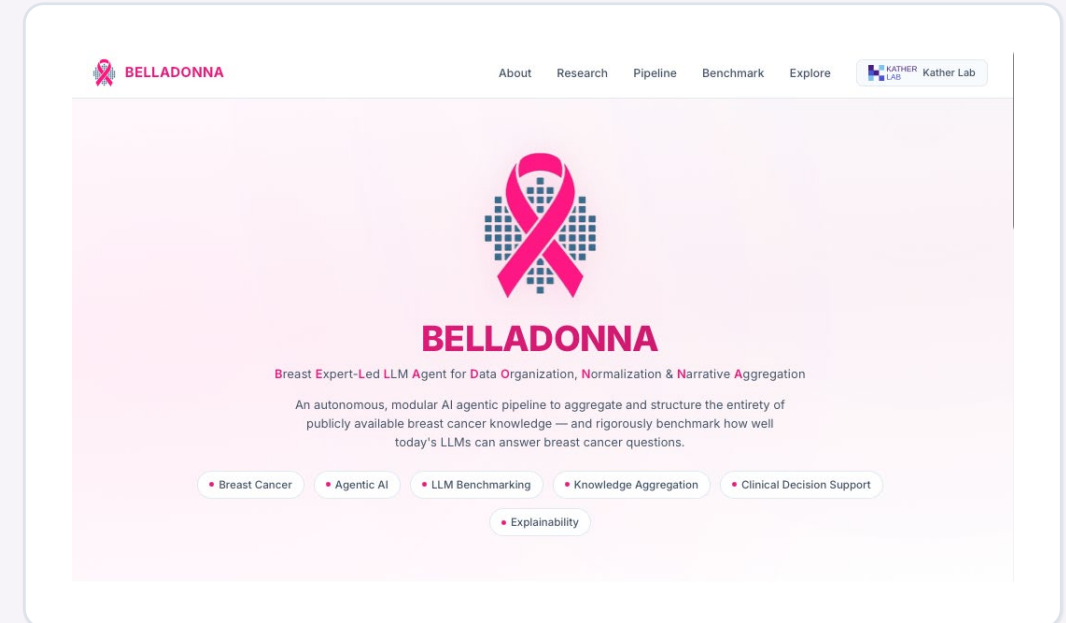 BELLADONNA
About Research Pipeline Benchmark Explore KATHER LAB Kather Lab
BELLADONNA
Breast Expert-Led LLM Agent for Data Organization, Normalization & Narrative Aggregation
An autonomous, modular AI agentic pipeline to aggregate and structure the entirety of
publicly available breast cancer knowledge — and rigorously benchmark how well
today's LLMs can answer breast cancer questions.
Breast Cancer Agentic AI LLM Benchmarking Knowledge Aggregation Clinical Decision Support
Explainability